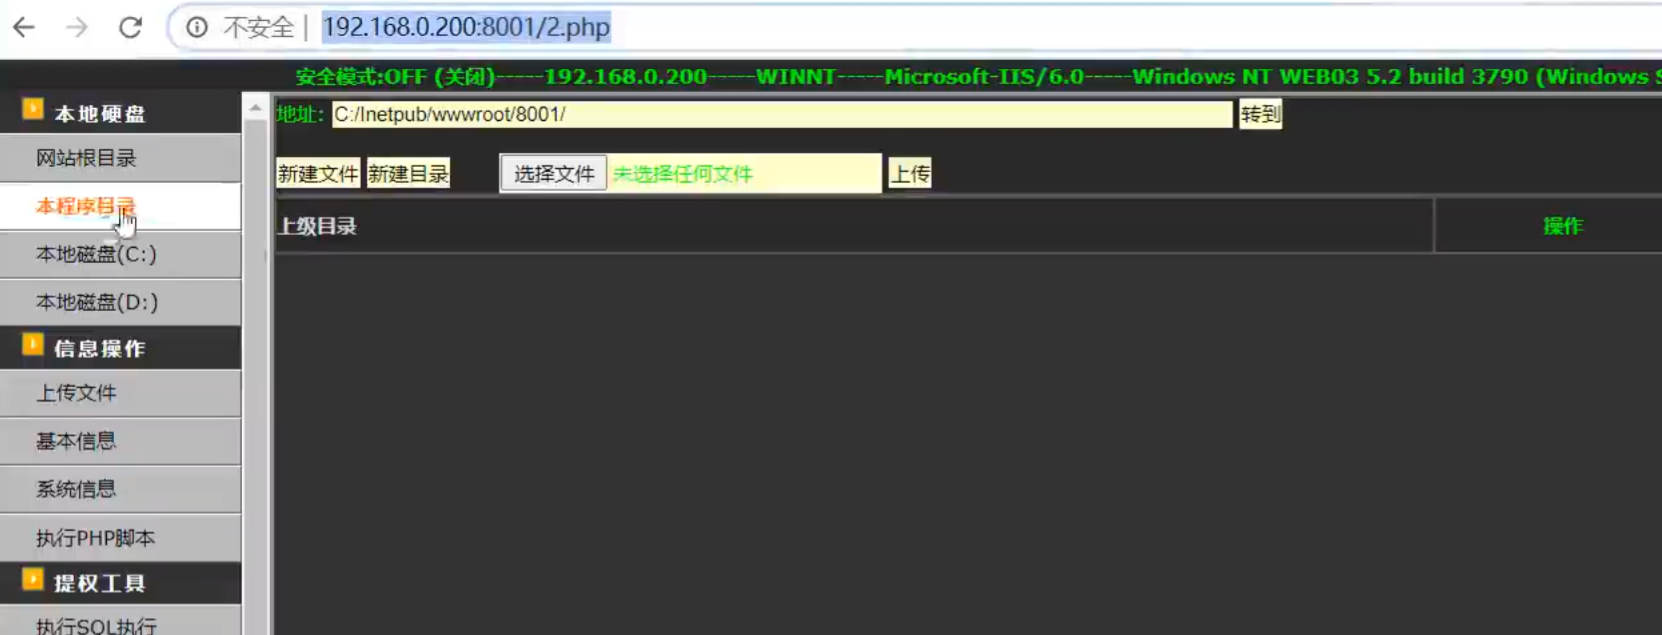 不安全 | 192.168.0.200:8001/2.php
安全模式:OFF (关闭)-----192.168.0.200-----WINNT-----Microsoft-IIS/6.0-----Windows NT WEB03 5.2 build 3790 (Windows S
本地硬盘
网站根目录
本程序目录
本地磁盘(C:)
本地磁盘(D:)
信息操作
上传文件
基本信息
系统信息
执行PHP脚本
提权工具
执行SQL执行
地址: C:/Inetpub/wwwroot/8001/ 转到
新建文件 新建目录 选择文件 未选择任何文件 上传
上级目录 操作